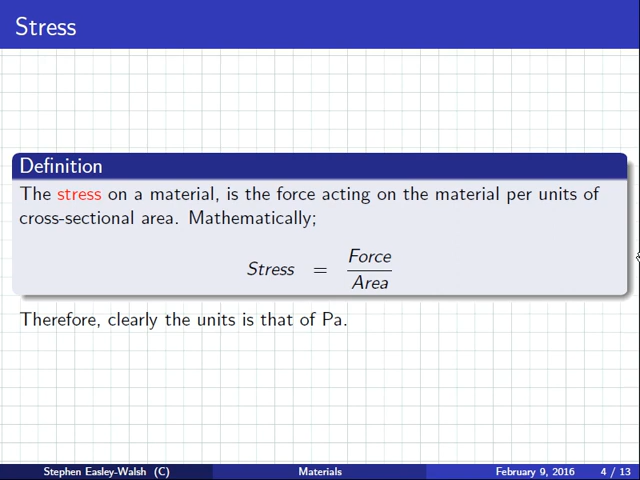 Stress
Definition
The stress on a material, is the force acting on the material per units of
cross-sectional area. Mathematically;
Stress = Force
Area
Therefore, clearly the units is that of Pa.
Stephen Easley-Walsh (C) Materials February 9, 2016 4 / 13